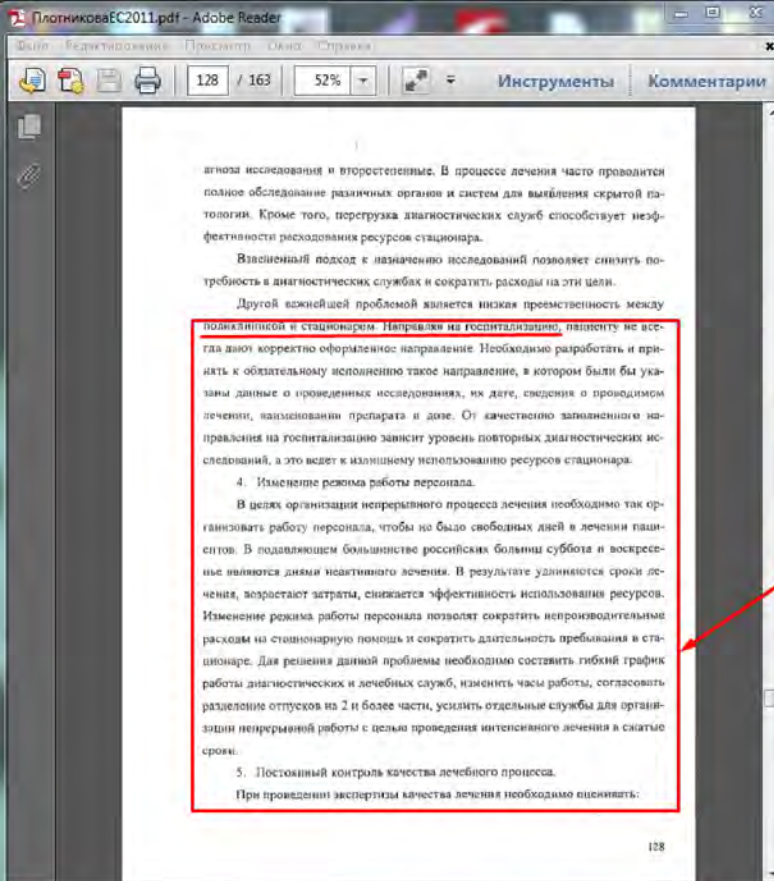 ПлотниковаЕС2011.pdf - Adobe Reader
Файл Редактирование Просмотр Окно Справка
128 / 163 52% Инструменты Комментарии
агноза исследования и второстепенные. В процессе лечения часто проводится
полное обследование различных органов и систем для выявления скрытой па-
тологии. Кроме того, перегрузка диагностических служб способствует неэф-
фективности расходования ресурсов стационара.
Взвешенный подход к назначению исследований позволяет снизить по-
требность в диагностических службах и сократить расходы на эти цели.
Другой важнейшей проблемой является низкая преемственность между
поликлиникой и стационаром. Направляя на госпитализацию, пациенту не все-
гда дают корректно оформленное направление. Необходимо разработать и при-
нять к обязательному исполнению такое направление, в котором были бы ука-
заны данные о проведенных исследованиях, их дате, сведения о проводимом
лечении, наименовании препарата и дозе. От качественно заполненного на-
правления на госпитализацию зависит уровень повторных диагностических ис-
следований, а это ведет к излишнему использованию ресурсов стационара.
4. Изменение режима работы персонала.
В целях организации непрерывного процесса лечения необходимо так ор-
ганизовать работу персонала, чтобы не было свободных дней в лечении паци-
ентов. В подавляющем большинстве российских больниц суббота и воскресе-
нье являются днями неактивного лечения. В результате удлиняются сроки ле-
чения, возрастают затраты, снижается эффективность использования ресурсов.
Изменение режима работы персонала позволят сократить непроизводительные
расходы на стационарную помощь и сократить длительность пребывания в ста-
ционаре. Для решения данной проблемы необходимо составить гибкий график
работы диагностических и лечебных служб, изменить часы работы, согласовать
разделение отпусков на 2 и более части, усилить отдельные службы для органи-
зации непрерывной работы с целью проведения интенсивного лечения в сжатые
сроки.
5. Постоянный контроль качества лечебного процесса.
При проведении экспертизы качества лечения необходимо оценивать:
128